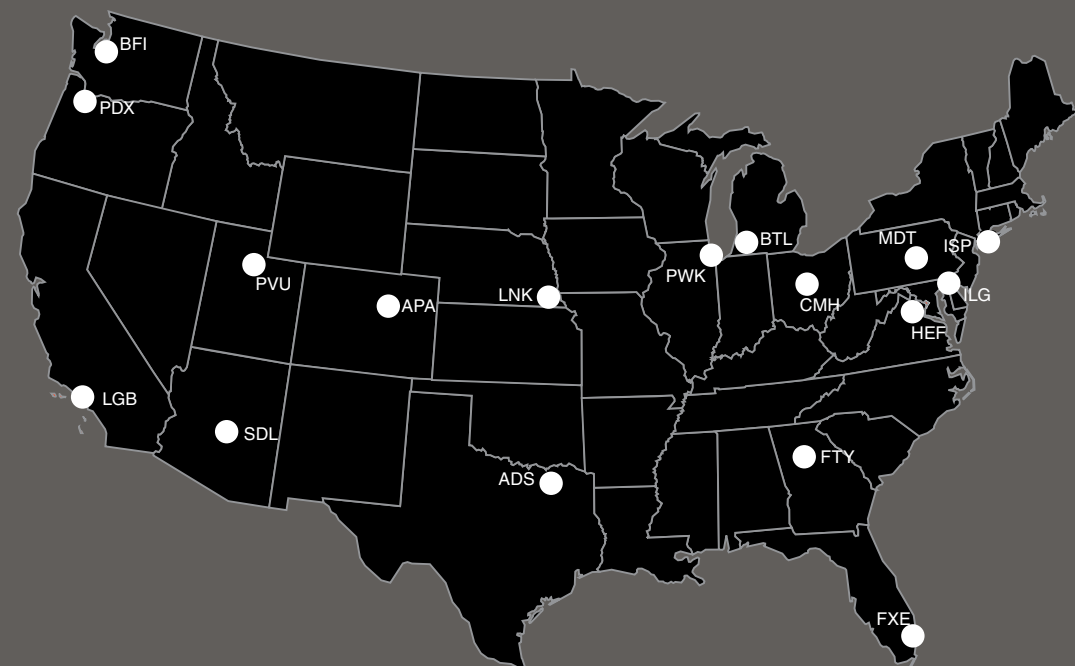 BFI
PDX
MDT
ISP
BTL
PWK
PVU
LNK
ILG
APA
CMH
HEF
LGB
SDL
FTY
ADS
FXE